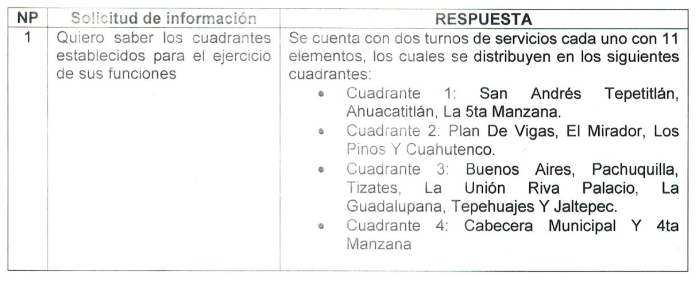 NP Solicitud de información RESPUESTA
1 Quiero saber los cuadrantes establecidos para el ejercicio de sus funciones
Se cuenta con dos turnos de servicios cada uno con 11
elementos, los cuales se distribuyen en los siguientes
cuadrantes:
• Cuadrante 1: San Andrés Tepetitlán,
Ahuacatitlán, La 5ta Manzana.
• Cuadrante 2: Plan De Vigas, El Mirador, Los
Pinos Y Cuahutenco.
• Cuadrante 3: Buenos Aires, Pachuquilla,
Tizates, La Unión Riva Palacio, La
Guadalupana, Tepehuajes Y Jaltepec.
• Cuadrante 4: Cabecera Municipal Y 4ta
Manzana